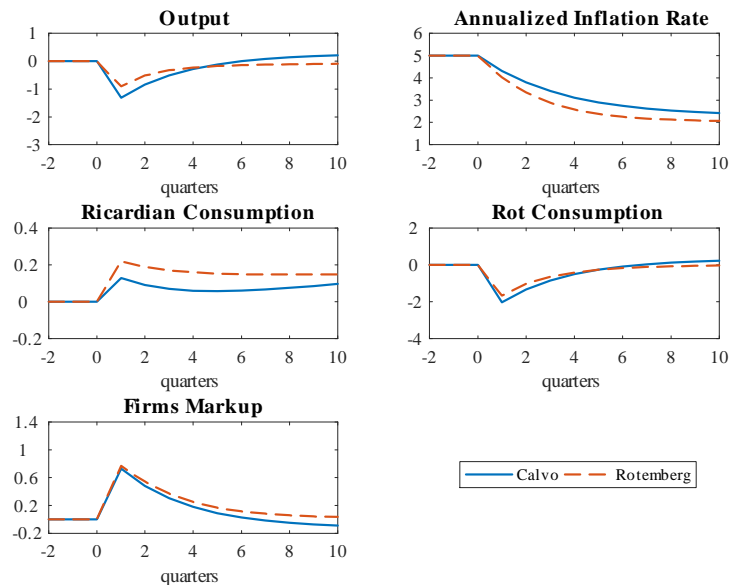 Output
1
0
-1
-2
-3
-2 0 2 4 6 8 10
quarters
Annualized Inflation Rate
6
5
4
3
2
1
-2 0 2 4 6 8 10
quarters
Ricardian Consumption
0.4
0.2
0
0.2
-2 0 2 4 6 8 10
quarters
Rot Consumption
2
0
-2
-4
-2 0 2 4 6 8 10
quarters
Firms Markup
1.4
1
0.6
0.2
-0.2
-2 0 2 4 6 8 10
quarters
Calvo Rotemberg